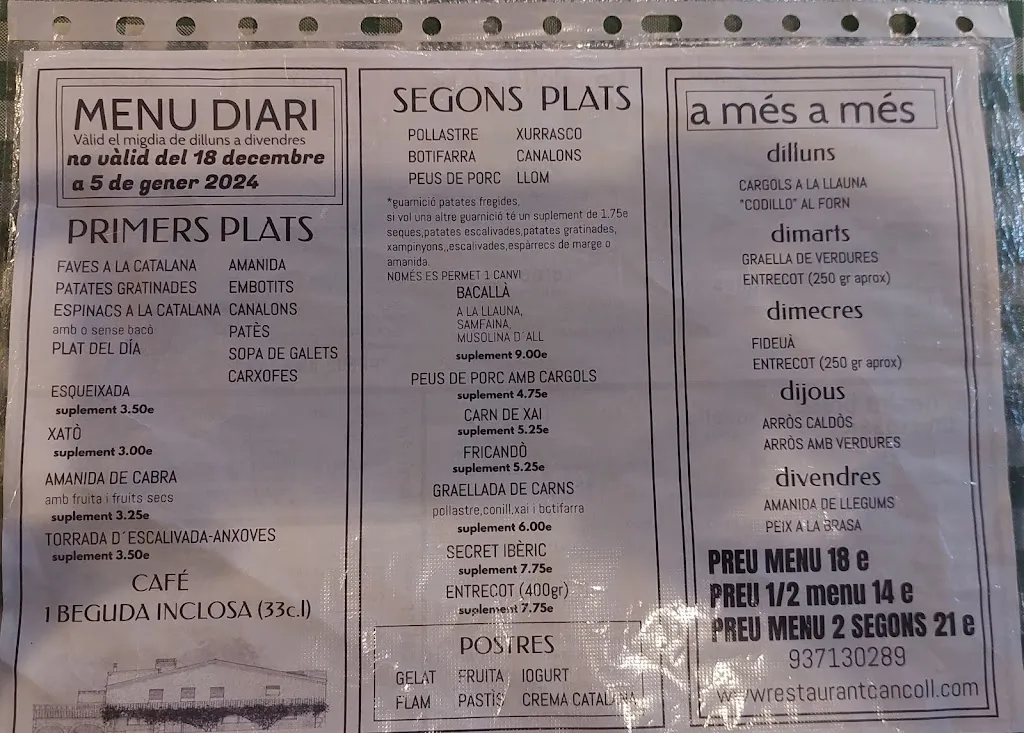 MENU DIARI
Vàlid el migdia de dilluns a divendres
no vàlid del 18 decembre
a 5 de gener 2024
PRIMERS PLATS
FAVES A LA CATALANA
PATATES GRATINADES
ESPINACS A LA CATALANA
amb o sense bacò
PLAT DEL DÍA
AMANIDA
EMBOTITS
CANALONS
PATÈS
SOPA DE GALETS
CARXOFES
ESQUEIXADA
suplement 3.50e
XATÒ
suplement 3.00e
AMANIDA DE CABRA
amb fruita i fruits secs
suplement 3.25e
TORRADA D´ESCALIVADA-ANXOVES
suplement 3.50e
CAFÉ
1 BEGUDA INCLOSA (33c.l)
SEGONS PLATS
POLLASTRE
BOTIFARRA
PEUS DE PORC
XURRASCO
CANALONS
LLOM
*guarnició patates fregides,
si vol una altre guarnició té un suplement de 1.75e
seques,patates escalivades,patates gratinades,
xampinyons,,escalivades,espàrrecs de marge o
amanida.
NOMÉS ES PERMET 1 CANVI
BACALLÀ
A LA LLAUNA,
SAMFAINA,
MUSOLINA D´ALL
suplement 9.00e
PEUS DE PORC AMB CARGOLS
suplement 4.75e
CARN DE XAI
suplement 5.25e
FRICANDÒ
suplement 5.25e
GRAELLADA DE CARNS
pollastre,conill,xai i botifarra
suplement 6.00e
SECRET IBÈRIC
suplement 7.75e
ENTRECOT (400gr)
suplement 7.75e
POSTRES
GELAT FRUITA IOGURT
FLAM PASTÌS CREMA CATALANA
a més a més
dilluns
CARGOLS A LA LLAUNA
"CODILLO" AL FORN
dimarts
GRAELLA DE VERDURES
ENTRECOT (250 gr aprox)
dimecres
FIDEUÀ
ENTRECOT (250 gr aprox)
dijous
ARRÒS CALDÒS
ARRÒS AMB VERDURES
divendres
AMANIDA DE LLEGUMS
PEIX A LA BRASA
PREU MENU 18 e
PREU 1/2 menu 14 e
PREU MENU 2 SEGONS 21 e
937130289
www.restaurantcancoll.com